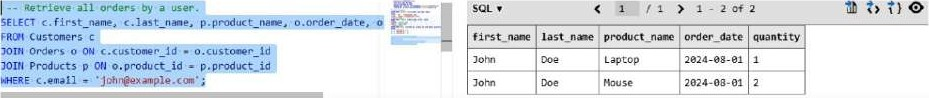 -- Retrieve all orders by a user.
SELECT c.first_name, c.last_name, p.product_name, o.order_date, o
FROM Customers c
JOIN Orders o ON c.customer_id = o.customer_id
JOIN Products p ON o.product_id = p.product_id
WHERE c.email = 'john@example.com';
SQL ▼ < 1 / 1 > 1 - 2 of 2
first_name last_name product_name order_date quantity
John Doe Laptop 2024-08-01 1
John Doe Mouse 2024-08-01 2